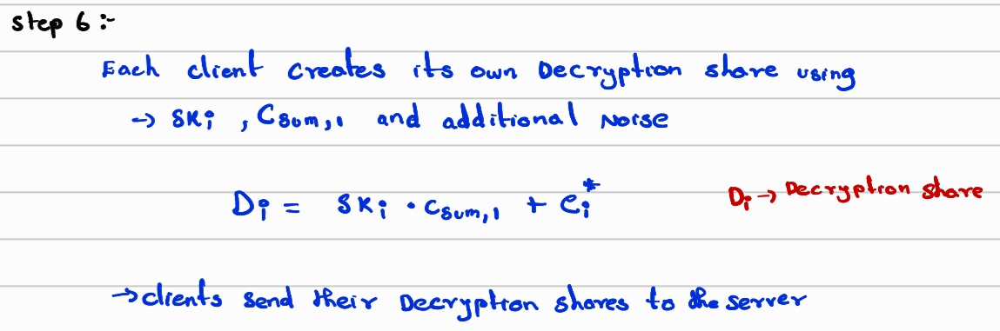 Step 6 :-
Each client creates its own Decryption share using
→ SKi , Csum,1 and additional Noise
Di = SKi · Csum,1 + ei*
Di → Decryption share
→ clients send their Decryption shares to the server